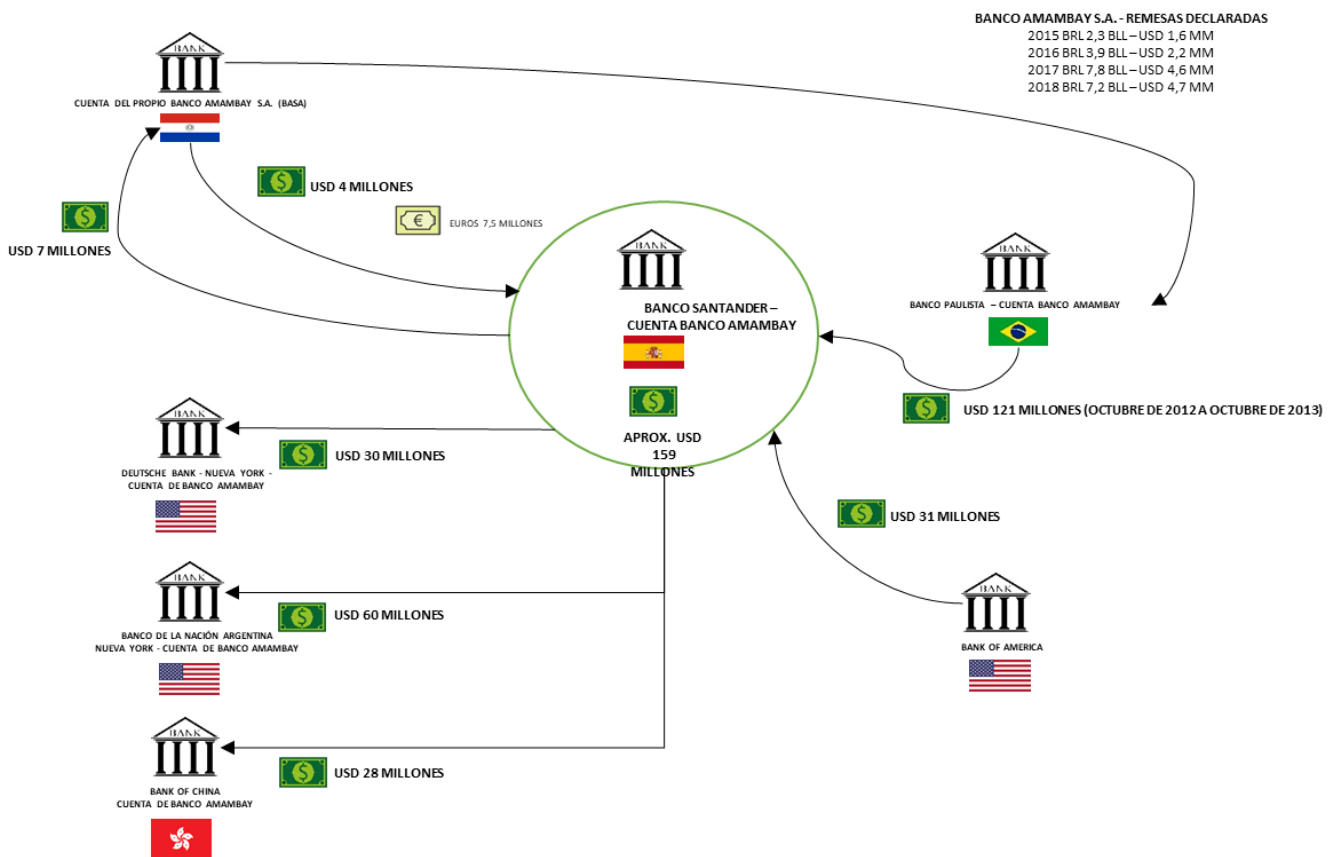 BANCO AMAMBAY S.A. - REMESAS DECLARADAS
2015 BRL 2,3 BLL – USD 1,6 MM
2016 BRL 3,9 BLL – USD 2,2 MM
2017 BRL 7,8 BLL – USD 4,6 MM
2018 BRL 7,2 BLL – USD 4,7 MM
BANK
CUENTA DEL PROPIO BANCO AMAMBAY S.A. (BASA)
USD 4 MILLONES
EUROS 7,5 MILLONES
USD 7 MILLONES
BANK
BANCO SANTANDER –
CUENTA BANCO AMAMBAY
APROX. USD
159
MILLONES
BANK
BANCO PAULISTA – CUENTA BANCO AMAMBAY
USD 121 MILLONES (OCTUBRE DE 2012 A OCTUBRE DE 2013)
BANK
DEUTSCHE BANK - NUEVA YORK -
CUENTA DE BANCO AMAMBAY
USD 30 MILLONES
USD 31 MILLONES
BANK
BANCO DE LA NACIÓN ARGENTINA
NUEVA YORK - CUENTA DE BANCO AMAMBAY
USD 60 MILLONES
BANK
BANK OF AMERICA
BANK
BANK OF CHINA
CUENTA DE BANCO AMAMBAY
USD 28 MILLONES